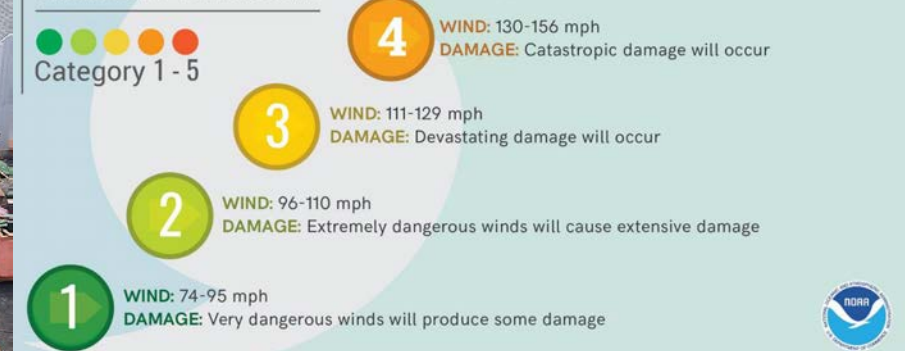 4
WIND: 130-156 mph
DAMAGE: Catastropic damage will occur
Category 1 - 5
3
WIND: 111-129 mph
DAMAGE: Devastating damage will occur
2
WIND: 96-110 mph
DAMAGE: Extremely dangerous winds will cause extensive damage
1
WIND: 74-95 mph
DAMAGE: Very dangerous winds will produce some damage
NOAA